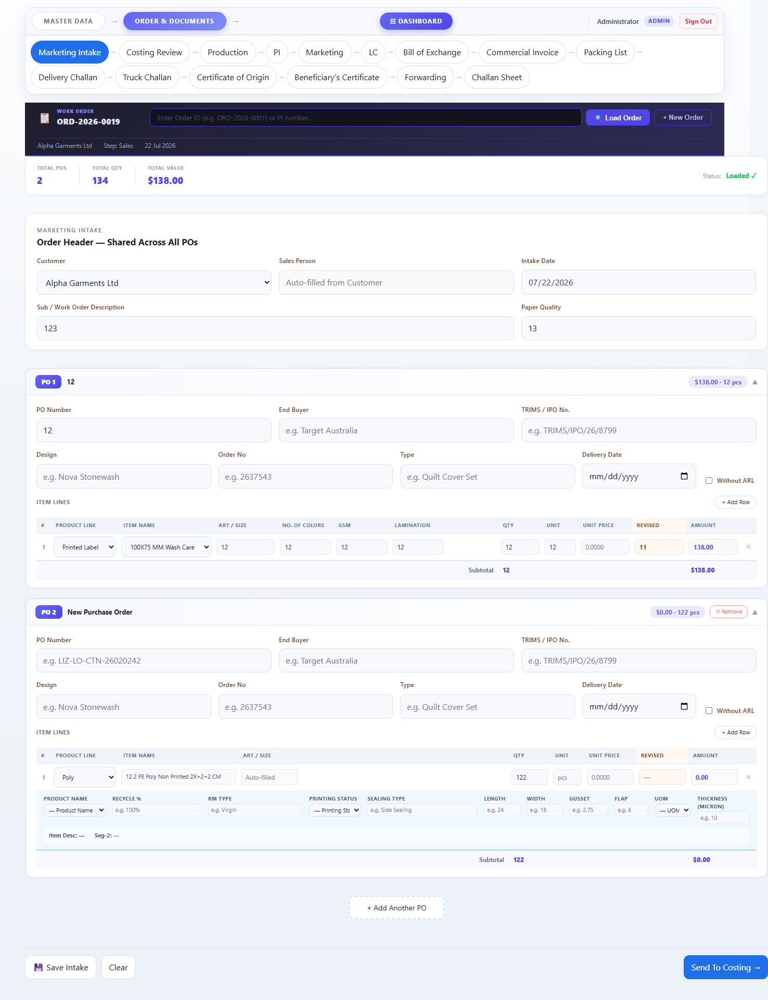 MASTER DATA → ORDER & DOCUMENTS → ☲ DASHBOARD Administrator ADMIN Sign Out
Marketing Intake → Costing Review → Production → PI → Marketing → LC → Bill of Exchange → Commercial Invoice → Packing List →
Delivery Challan → Truck Challan → Certificate of Origin → Beneficiary's Certificate → Forwarding → Challan Sheet
WORK ORDER
ORD-2026-0019
Enter Order ID (e.g. ORD-2026-0001) or PI number...
Load Order
+ New Order
Alpha Garments Ltd · Step: Sales · 22 Jul 2026
TOTAL POS TOTAL QTY TOTAL VALUE
2 134 $138.00
Status: Loaded ✓
MARKETING INTAKE
Order Header — Shared Across All POs
Customer Sales Person Intake Date
Alpha Garments Ltd Auto-filled from Customer 07/22/2026
Sub / Work Order Description Paper Quality
123 13
PO 1 12 $138.00 · 12 pcs ▲
PO Number End Buyer TRIMS / IPO No.
12 e.g. Target Australia e.g. TRIMS/IPO/26/8799
Design Order No Type Delivery Date
e.g. Nova Stonewash e.g. 2637543 e.g. Quilt Cover Set mm/dd/yyyy Without ARL
ITEM LINES + Add Row
# PRODUCT LINE ITEM NAME ART / SIZE NO. OF COLORS GSM LAMINATION QTY UNIT UNIT PRICE REVISED AMOUNT
1 Printed Label 100X75 MM Wash Care 12 12 12 12 12 12 0.0000 11 138.00 ×
Subtotal 12 $138.00
PO 2 New Purchase Order $0.00 · 122 pcs ✕ Remove ▲
PO Number End Buyer TRIMS / IPO No.
e.g. LIZ-LO-CTN-26020242 e.g. Target Australia e.g. TRIMS/IPO/26/8799
Design Order No Type Delivery Date
e.g. Nova Stonewash e.g. 2637543 e.g. Quilt Cover Set mm/dd/yyyy Without ARL
ITEM LINES + Add Row
# PRODUCT LINE ITEM NAME ART / SIZE QTY UNIT UNIT PRICE REVISED AMOUNT
1 Poly 12 2 PE Poly Non Printed 2X+2+2 CM Auto-filled 122 pcs 0.0000 — 0.00 ×
PRODUCT NAME RECYCLE % RM TYPE PRINTING STATUS SEALING TYPE LENGTH WIDTH GUSSET FLAP UOM THICKNESS (MICRON)
— Product Name - e.g. 100% e.g. Virgin — Printing Sta e.g. Side Sealing e.g. 24 e.g. 18 e.g. 2.75 e.g. 6 — UOM e.g. 10
Item Desc: — Seg-2: —
Subtotal 122 $0.00
+ Add Another PO
Save Intake Clear Send To Costing →